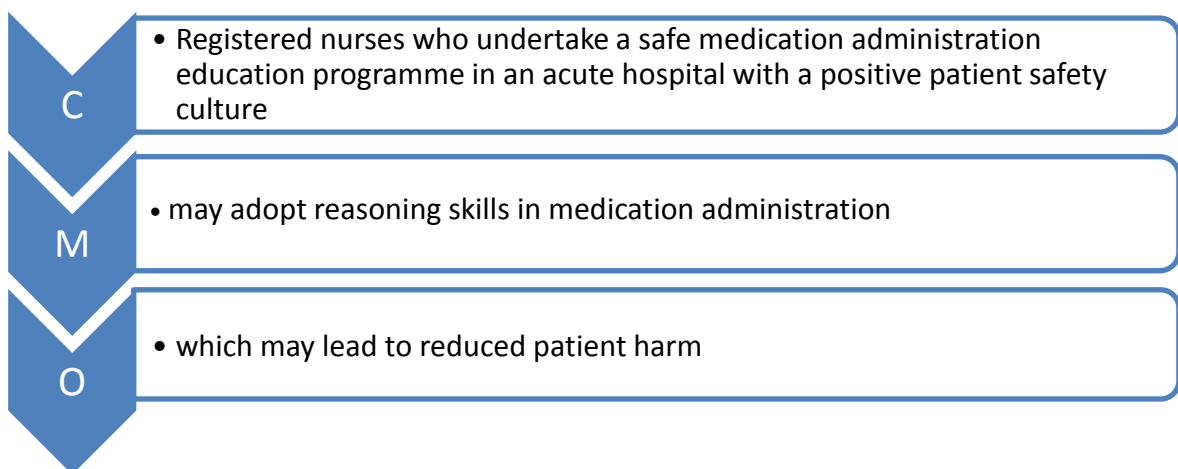 C
• Registered nurses who undertake a safe medication administration
education programme in an acute hospital with a positive patient safety
culture
M
• may adopt reasoning skills in medication administration
O
• which may lead to reduced patient harm